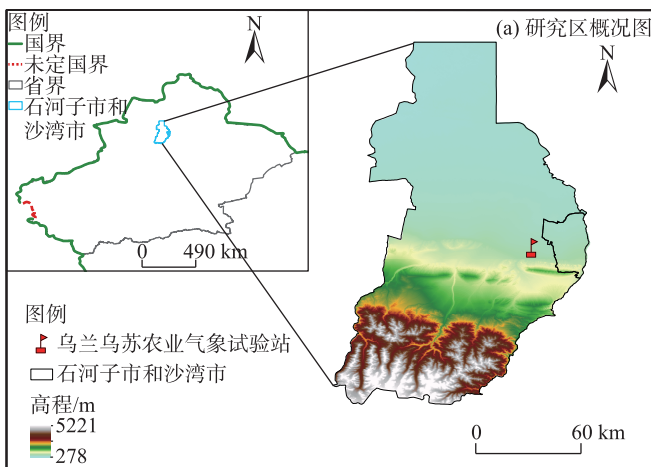 图例
国界
未定国界
省界
石河子市和
沙湾市
N
0 490 km
(a) 研究区概况图
N
图例
乌兰乌苏农业气象试验站
石河子市和沙湾市
高程/m
5221
278
0 60 km